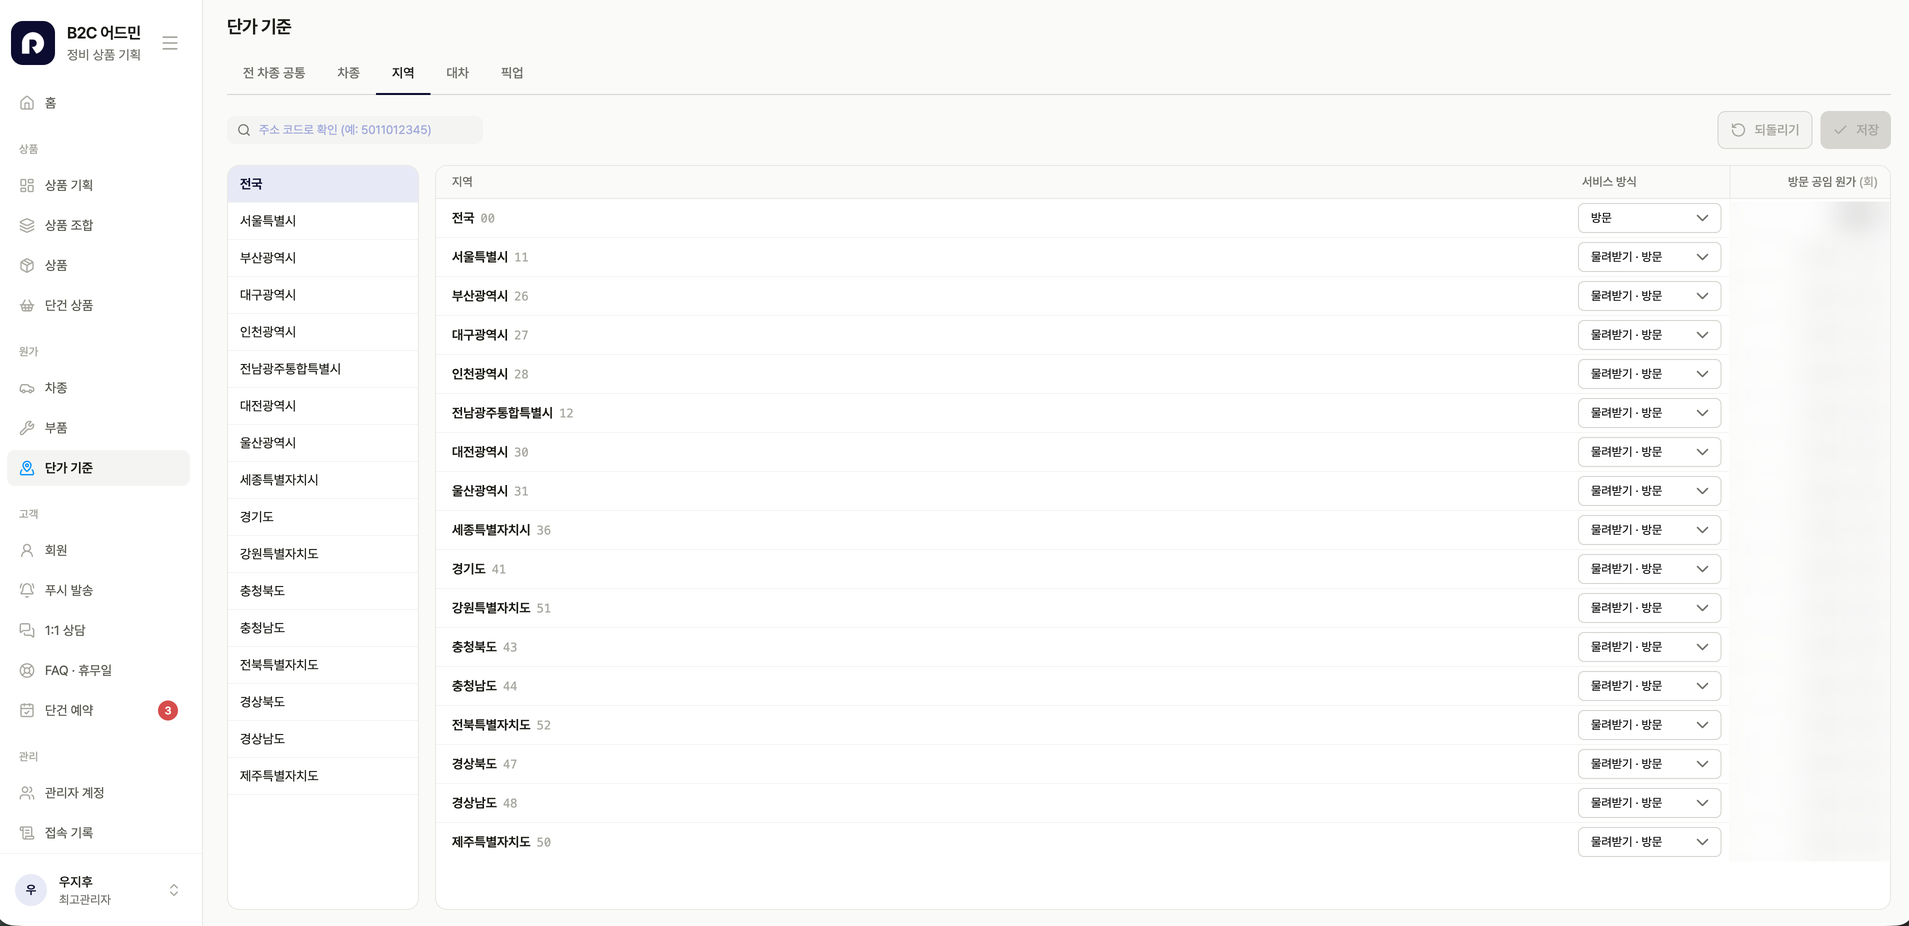 B2C 어드민
정비 상품 기획
홈
상품
상품 기획
상품 조합
상품
단건 상품
원가
차종
부품
단가 기준
고객
회원
푸시 발송
1:1 상담
FAQ · 휴무일
단건 예약 3
관리
관리자 계정
접속 기록
우 우지후
최고관리자
단가 기준
전 차종 공통 차종 지역 대차 픽업
주소 코드로 확인 (예: 5011012345) 되돌리기 저장
전국
서울특별시
부산광역시
대구광역시
인천광역시
전남광주통합특별시
대전광역시
울산광역시
세종특별자치시
경기도
강원특별자치도
충청북도
충청남도
전북특별자치도
경상북도
경상남도
제주특별자치도
지역 서비스 방식 방문 공임 원가 (회)
전국 00 방문
서울특별시 11 물려받기 · 방문
부산광역시 26 물려받기 · 방문
대구광역시 27 물려받기 · 방문
인천광역시 28 물려받기 · 방문
전남광주통합특별시 12 물려받기 · 방문
대전광역시 30 물려받기 · 방문
울산광역시 31 물려받기 · 방문
세종특별자치시 36 물려받기 · 방문
경기도 41 물려받기 · 방문
강원특별자치도 51 물려받기 · 방문
충청북도 43 물려받기 · 방문
충청남도 44 물려받기 · 방문
전북특별자치도 52 물려받기 · 방문
경상북도 47 물려받기 · 방문
경상남도 48 물려받기 · 방문
제주특별자치도 50 물려받기 · 방문